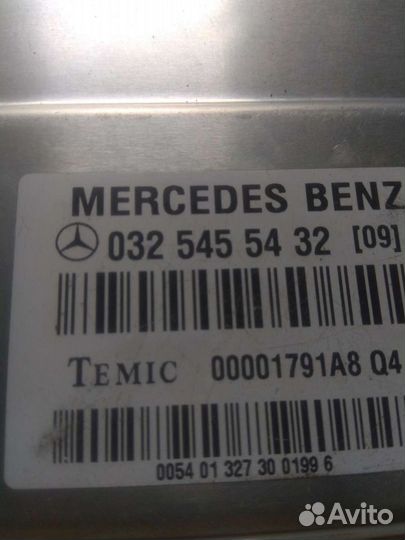 MERCEDES BENZ
032 545 54 32 [09]
TEMIC 00001791A8 Q4
0054 01 327 30 0199 6
Avito